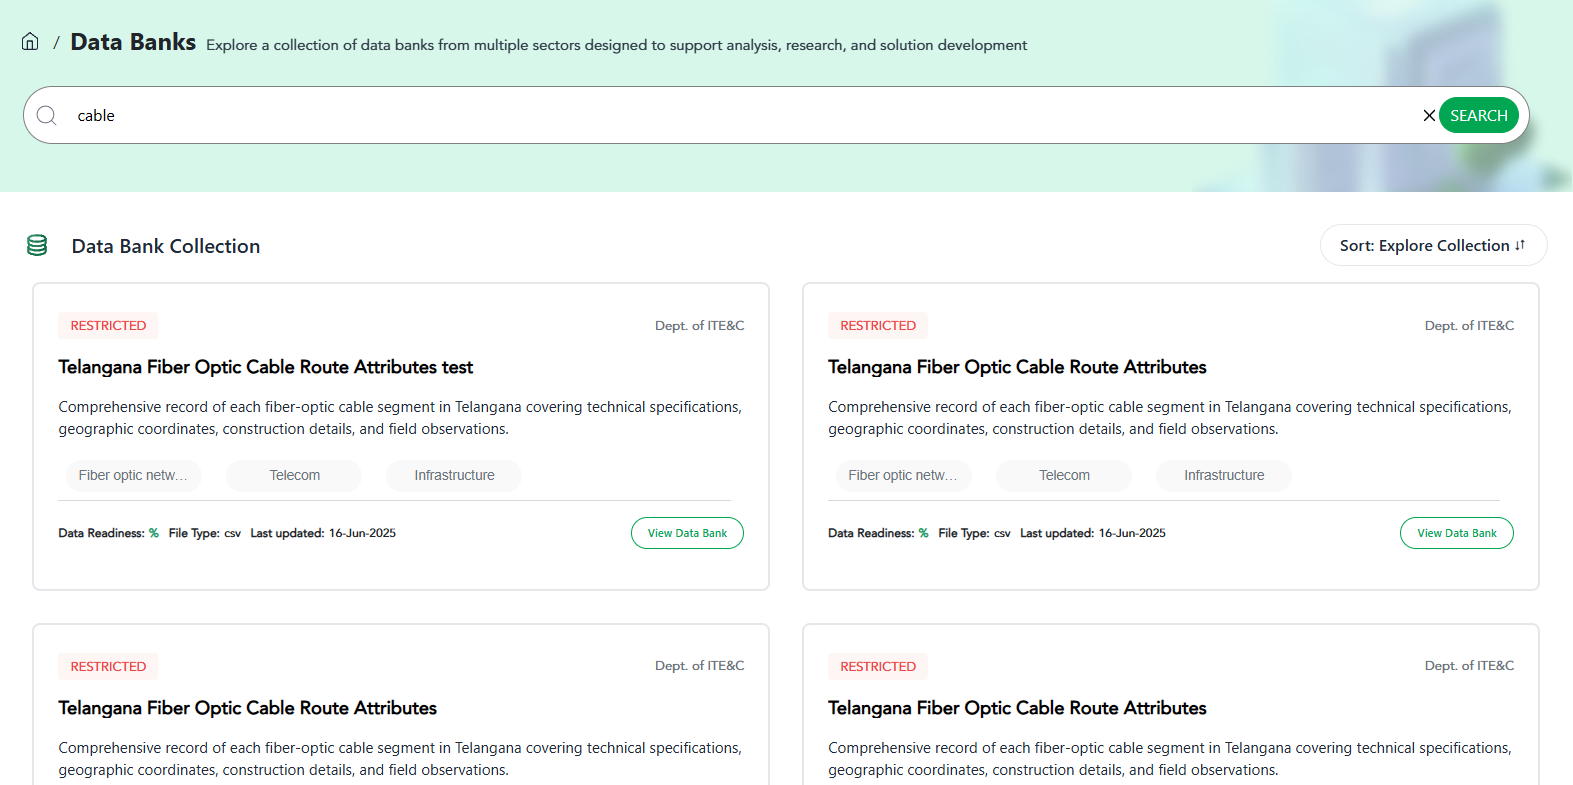 / Data Banks Explore a collection of data banks from multiple sectors designed to support analysis, research, and solution development
cable
SEARCH
Data Bank Collection
Sort: Explore Collection
RESTRICTED
Dept. of ITE&C
Telangana Fiber Optic Cable Route Attributes test
Comprehensive record of each fiber-optic cable segment in Telangana covering technical specifications,
geographic coordinates, construction details, and field observations.
Fiber optic netw...
Telecom
Infrastructure
Data Readiness: % File Type: csv Last updated: 16-Jun-2025
View Data Bank
RESTRICTED
Dept. of ITE&C
Telangana Fiber Optic Cable Route Attributes
Comprehensive record of each fiber-optic cable segment in Telangana covering technical specifications,
geographic coordinates, construction details, and field observations.
Fiber optic netw...
Telecom
Infrastructure
Data Readiness: % File Type: csv Last updated: 16-Jun-2025
View Data Bank
RESTRICTED
Dept. of ITE&C
Telangana Fiber Optic Cable Route Attributes
Comprehensive record of each fiber-optic cable segment in Telangana covering technical specifications,
geographic coordinates, construction details, and field observations.
RESTRICTED
Dept. of ITE&C
Telangana Fiber Optic Cable Route Attributes
Comprehensive record of each fiber-optic cable segment in Telangana covering technical specifications,
geographic coordinates, construction details, and field observations.